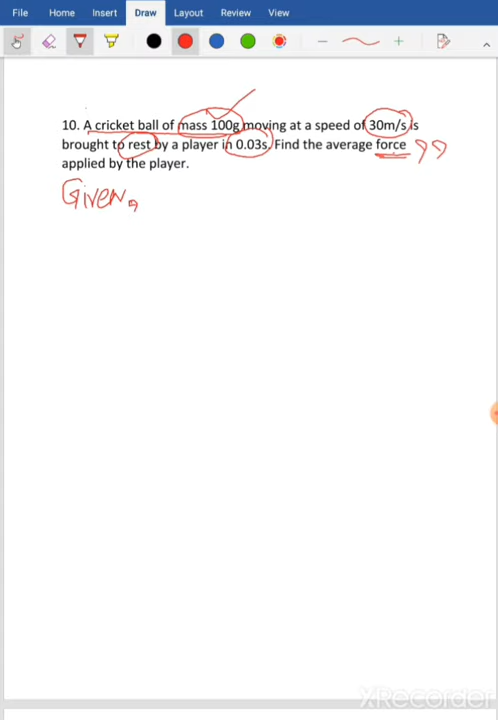 File Home Insert Draw Layout Review View
10. A cricket ball of mass 100g moving at a speed of 30m/s is
brought to rest by a player in 0.03s. Find the average force ??
applied by the player.
Given,
XRecorder